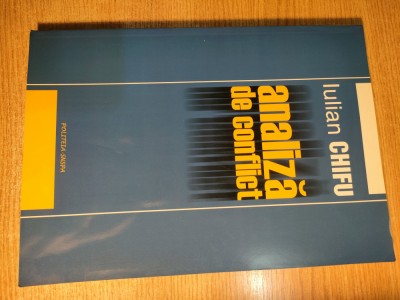 Iulian CHIFU
analiză
de conflict
POLITEIA-SNSPA